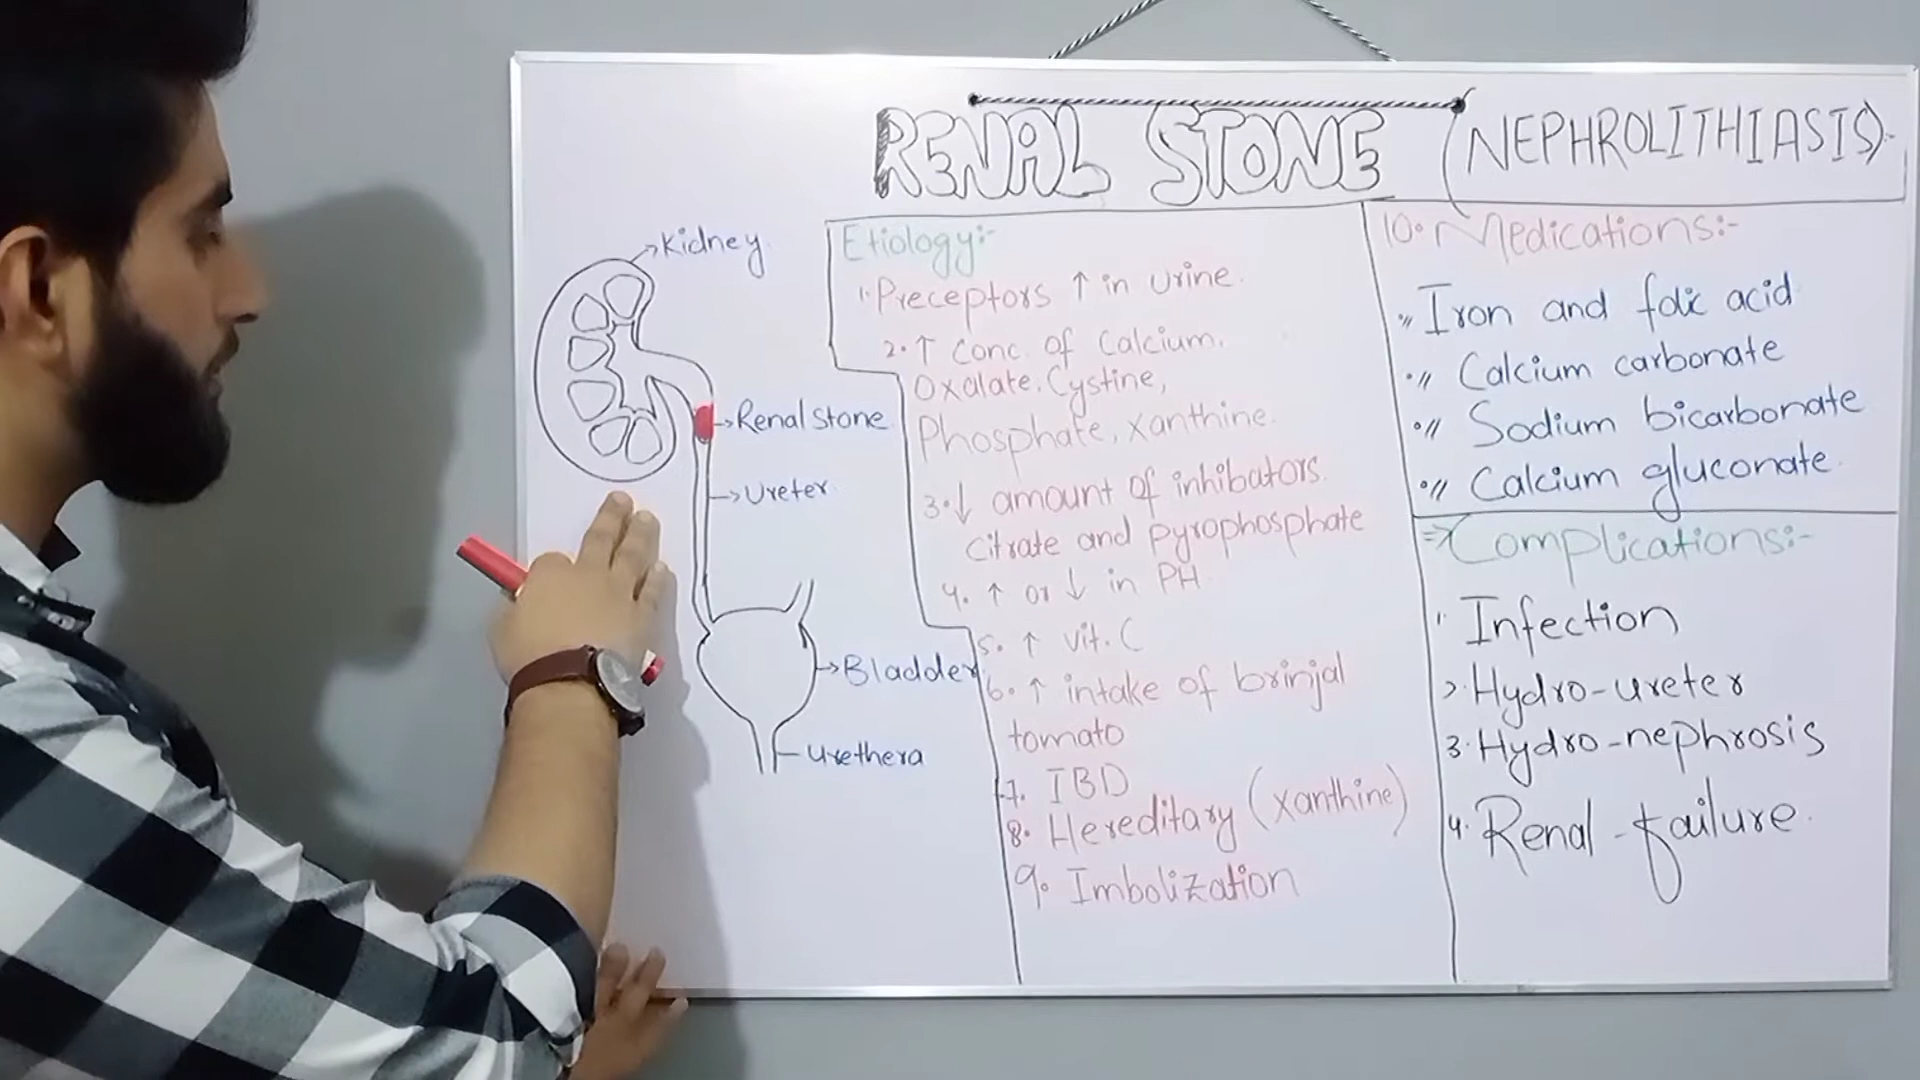 RENAL STONE (NEPHROLITHIASIS):-
Kidney
Renal stone
Ureter
Bladder
Urethera
Etiology:-
1. Preceptors ↑ in urine.
2. ↑ conc. of calcium.
Oxalate. Cystine,
Phosphate, xanthine.
3. ↓ amount of inhibators.
Citrate and pyrophosphate
4. ↑ or ↓ in PH
5. ↑ vit. C
6. ↑ intake of brinjal
tomato
7. IBD
8. Hereditary (xanthine)
9. Imbolization
10. Medications:-
" Iron and folic acid
" Calcium carbonate
" Sodium bicarbonate
" Calcium gluconate.
⇒ Complications:-
1 Infection
2. Hydro-ureter
3. Hydro-nephrosis
4. Renal-failure.